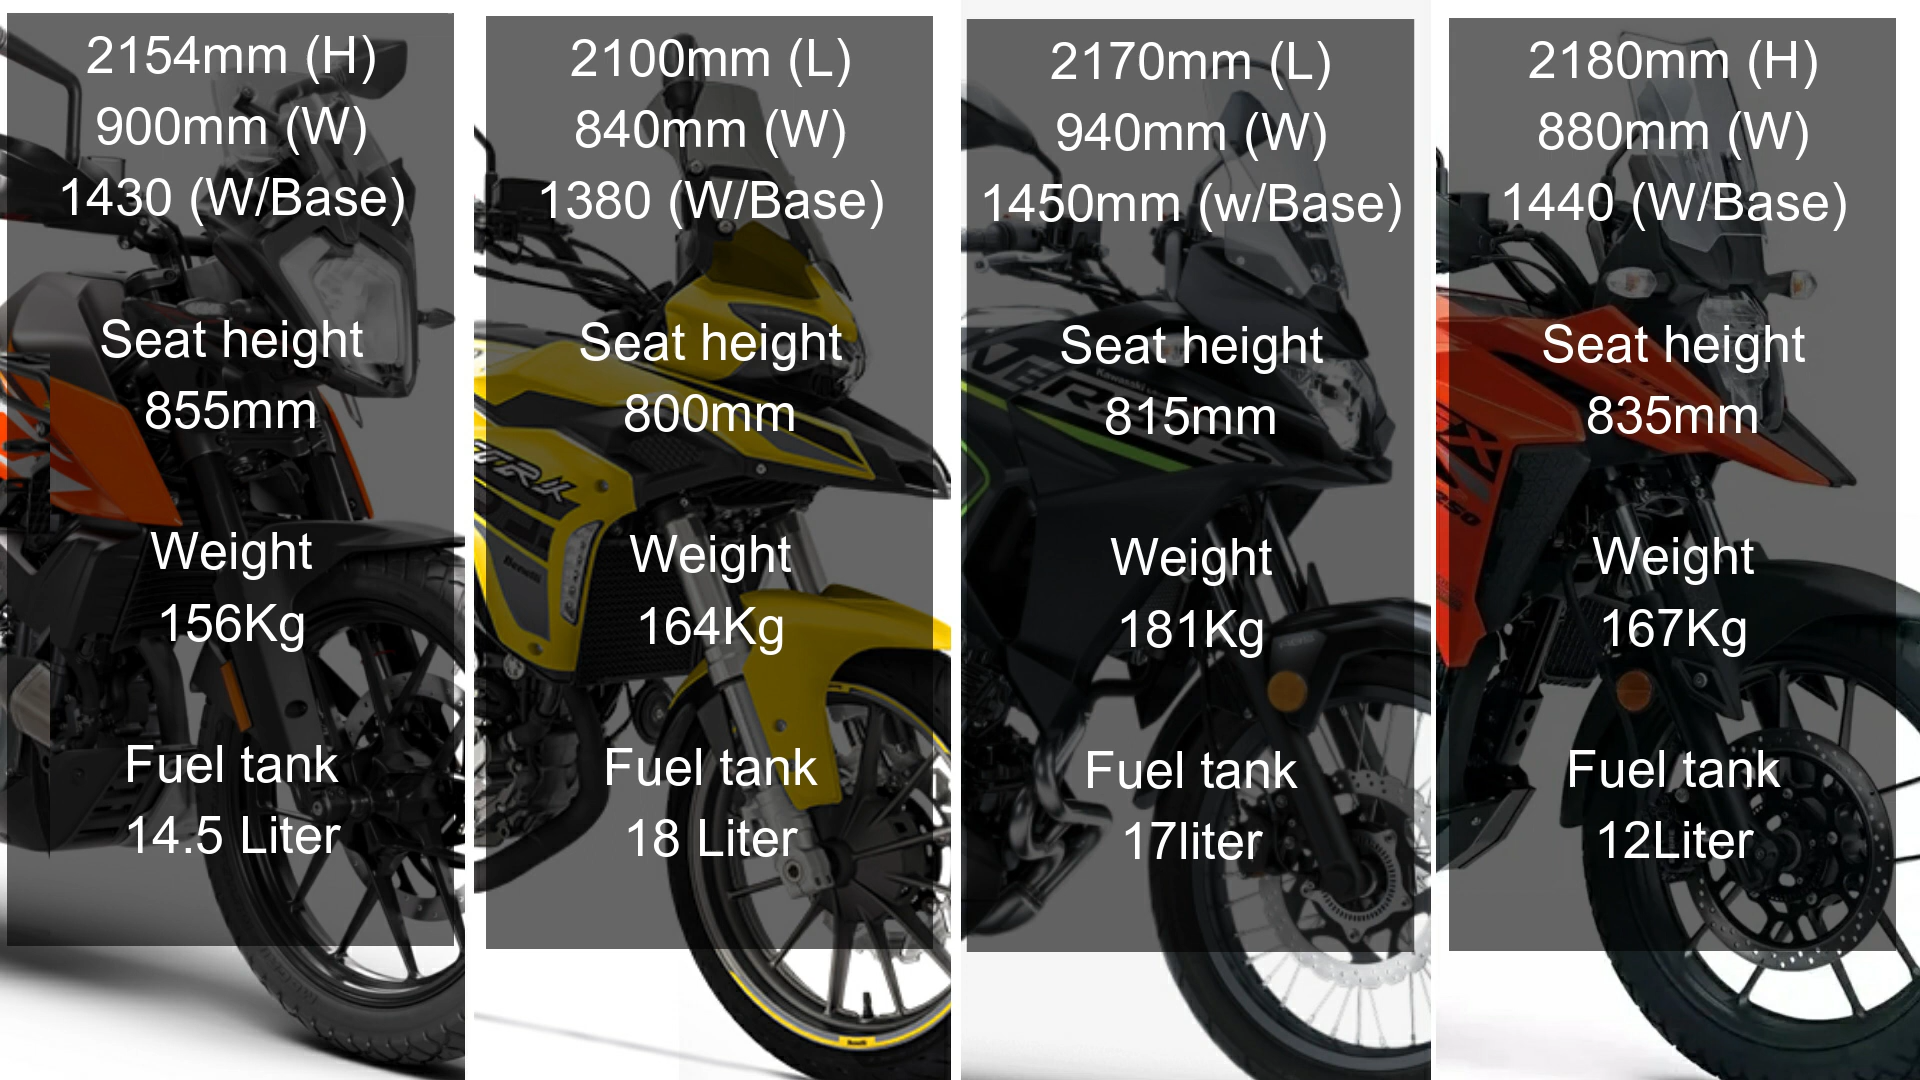 2154mm (H)
900mm (W)
1430 (W/Base)
Seat height
855mm
Weight
156Kg
Fuel tank
14.5 Liter
2100mm (L)
840mm (W)
1380 (W/Base)
Seat height
800mm
Weight
164Kg
Fuel tank
18 Liter
Benelli
2170mm (L)
940mm (W)
1450mm (w/Base)
Seat height
815mm
Weight
181Kg
Fuel tank
17liter
Kawasaki
2180mm (H)
880mm (W)
1440 (W/Base)
Seat height
835mm
Weight
167Kg
Fuel tank
12Liter